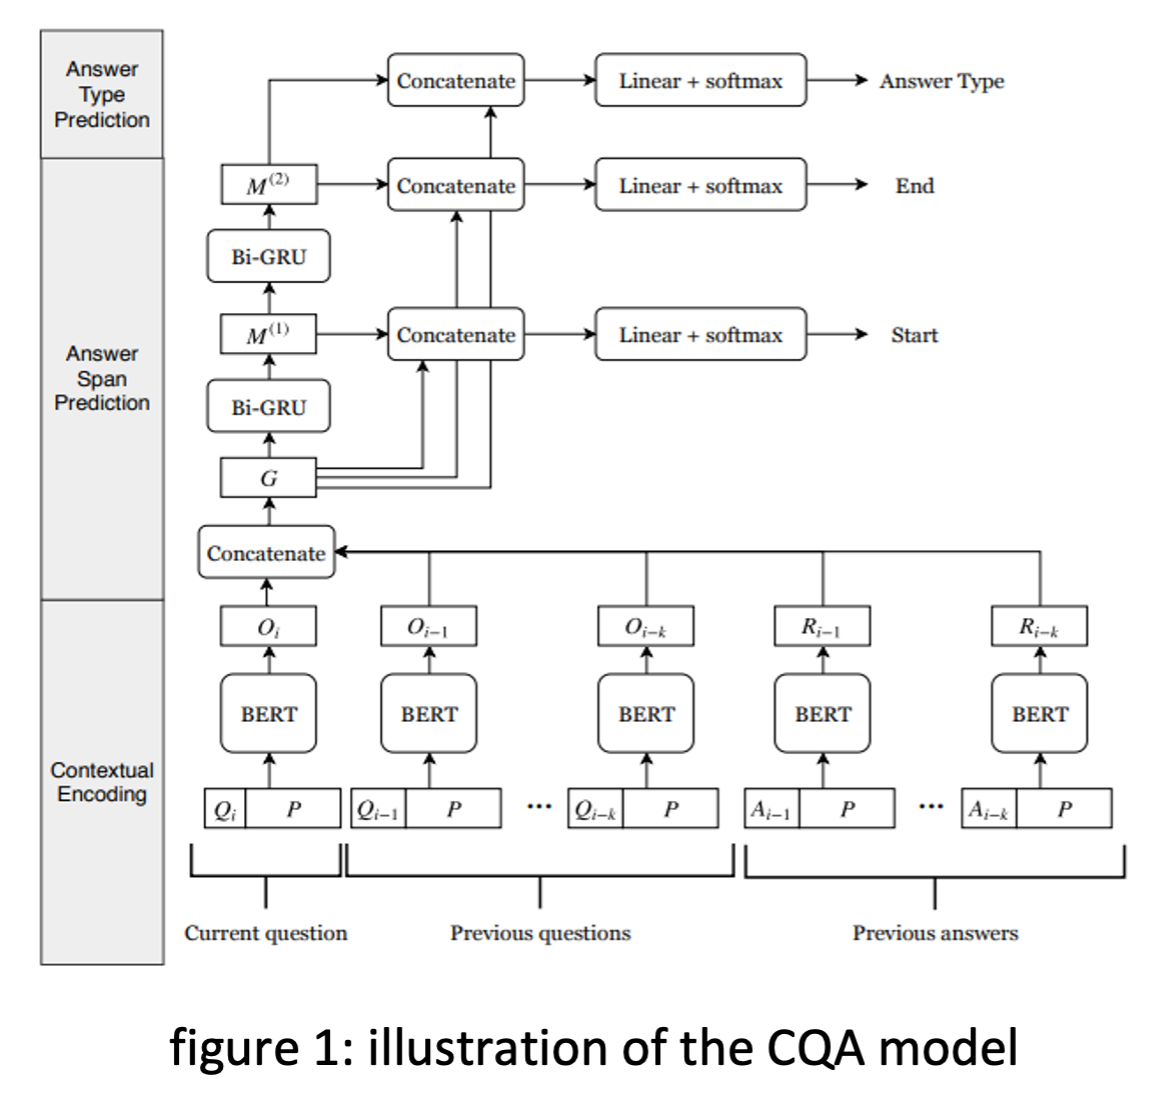 Answer
Type
Prediction
Concatenate
Linear + softmax
Answer Type
M^{(2)}
Concatenate
Linear + softmax
End
Bi-GRU
Answer
Span
Prediction
M^{(1)}
Concatenate
Linear + softmax
Start
Bi-GRU
G
Concatenate
O_i
O_{i−1}
O_{i−k}
R_{i−1}
R_{i−k}
Contextual
Encoding
BERT
BERT
BERT
BERT
BERT
Q_i P
Q_{i−1} P
...
Q_{i−k} P
A_{i−1} P
...
A_{i−k} P
Current question
Previous questions
Previous answers
figure 1: illustration of the CQA model